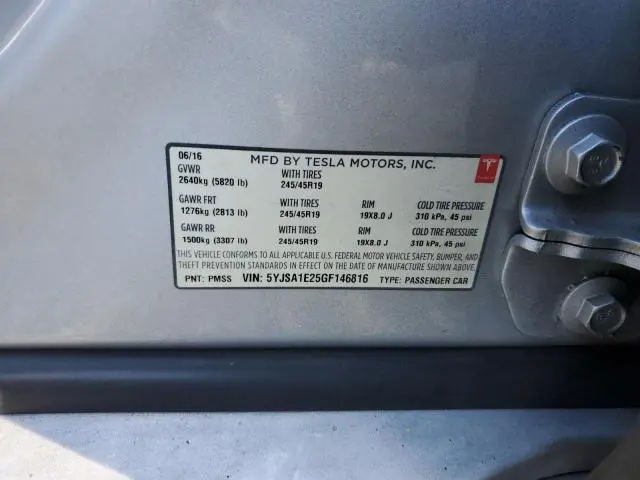 06/16 MFD BY TESLA MOTORS, INC.
GVWR WITH TIRES
2640kg (5820 lb) 245/45R19
GAWR FRT WITH TIRES RIM COLD TIRE PRESSURE
1276kg (2813 lb) 245/45R19 19X8.0 J 310 kPa, 45 psi
GAWR RR WITH TIRES RIM COLD TIRE PRESSURE
1500kg (3307 lb) 245/45R19 19X8.0 J 310 kPa, 45 psi
THIS VEHICLE CONFORMS TO ALL APPLICABLE U.S. FEDERAL MOTOR VEHICLE SAFETY, BUMPER, AND
THEFT PREVENTION STANDARDS IN EFFECT ON THE DATE OF MANUFACTURE SHOWN ABOVE.
PNT: PMSS VIN: 5YJSA1E25GF146816 TYPE: PASSENGER CAR
TESLA